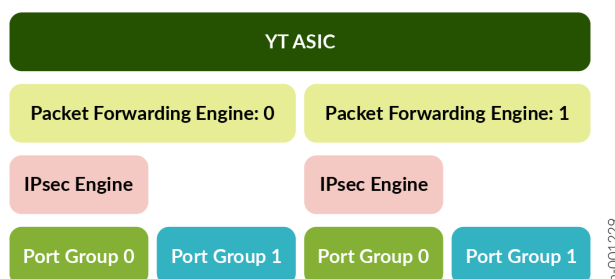 YT ASIC
Packet Forwarding Engine: 0
Packet Forwarding Engine: 1
IPsec Engine
IPsec Engine
Port Group 0
Port Group 1
Port Group 0
Port Group 1